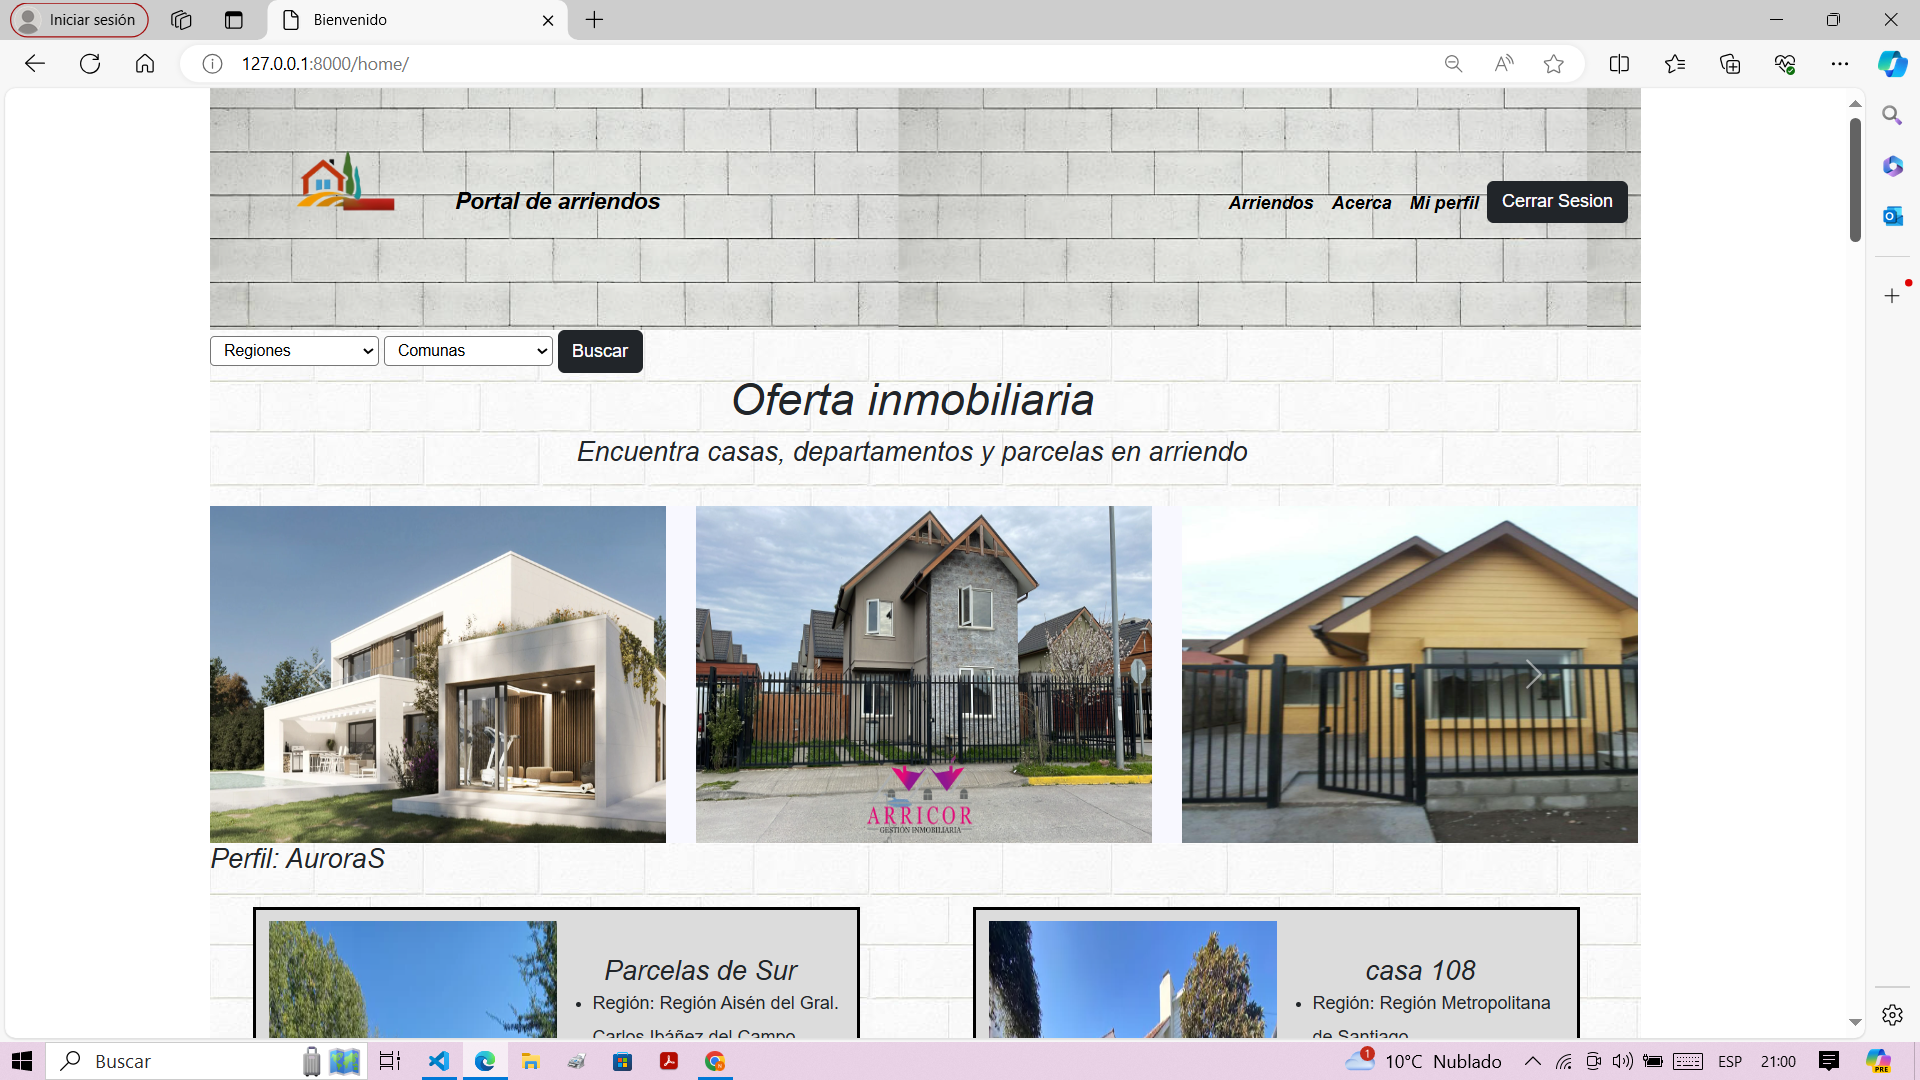 Iniciar sesión
Bienvenido
127.0.0.1:8000/home/
Portal de arriendos
Arriendos Acerca Mi perfil Cerrar Sesion
Regiones Comunas Buscar
Oferta inmobiliaria
Encuentra casas, departamentos y parcelas en arriendo
ARRICOR
GESTIÓN INMOBILIARIA
Perfil: AuroraS
Parcelas de Sur
• Región: Región Aisén del Gral.
Carlos Ibáñez del Campo
casa 108
• Región: Región Metropolitana
de Santiago
Buscar
1
10°C Nublado
ESP
21:00
PRE